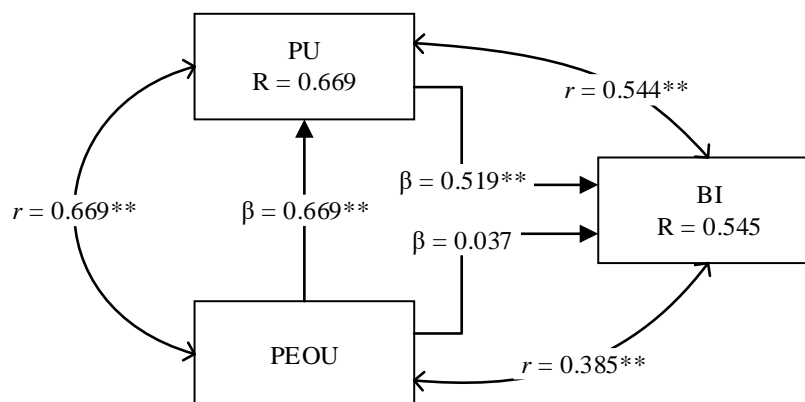 PU
R = 0.669
r = 0.544**
β = 0.519**
BI
R = 0.545
r = 0.669**
β = 0.669**
β = 0.037
PEOU
r = 0.385**